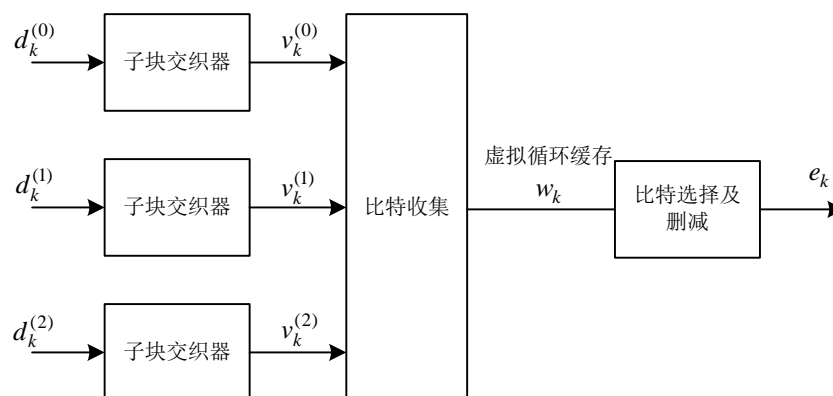 d_k^{(0)} 子块交织器 v_k^{(0)}
d_k^{(1)} 子块交织器 v_k^{(1)}
d_k^{(2)} 子块交织器 v_k^{(2)}
比特收集
虚拟循环缓存
w_k
比特选择及
删减
e_k